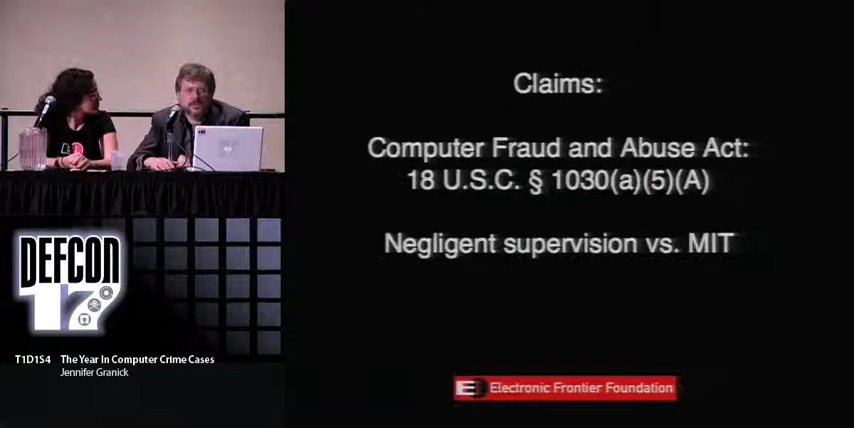 Claims:
Computer Fraud and Abuse Act:
18 U.S.C. § 1030(a)(5)(A)
Negligent supervision vs. MIT
Electronic Frontier Foundation
DEFCON
17
T1D1S4 The Year In Computer Crime Cases
Jennifer Granick